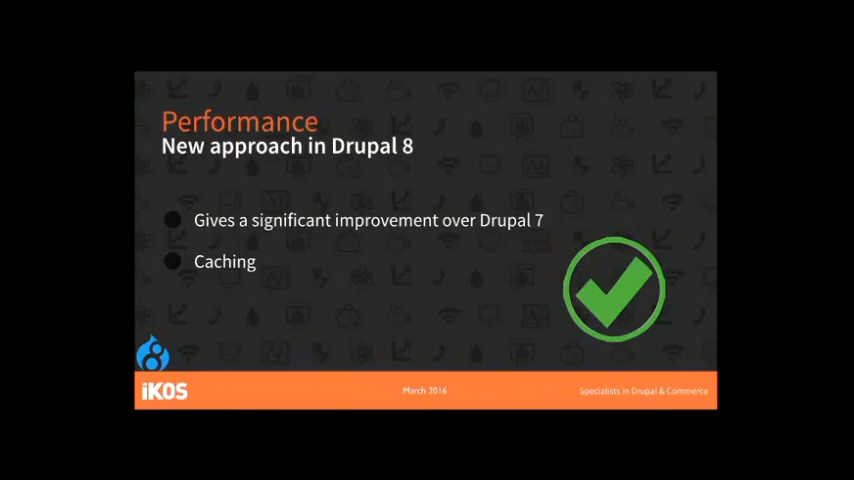 Performance
New approach in Drupal 8
Gives a significant improvement over Drupal 7
Caching
iKOS
March 2016
Specialists in Drupal & Commerce